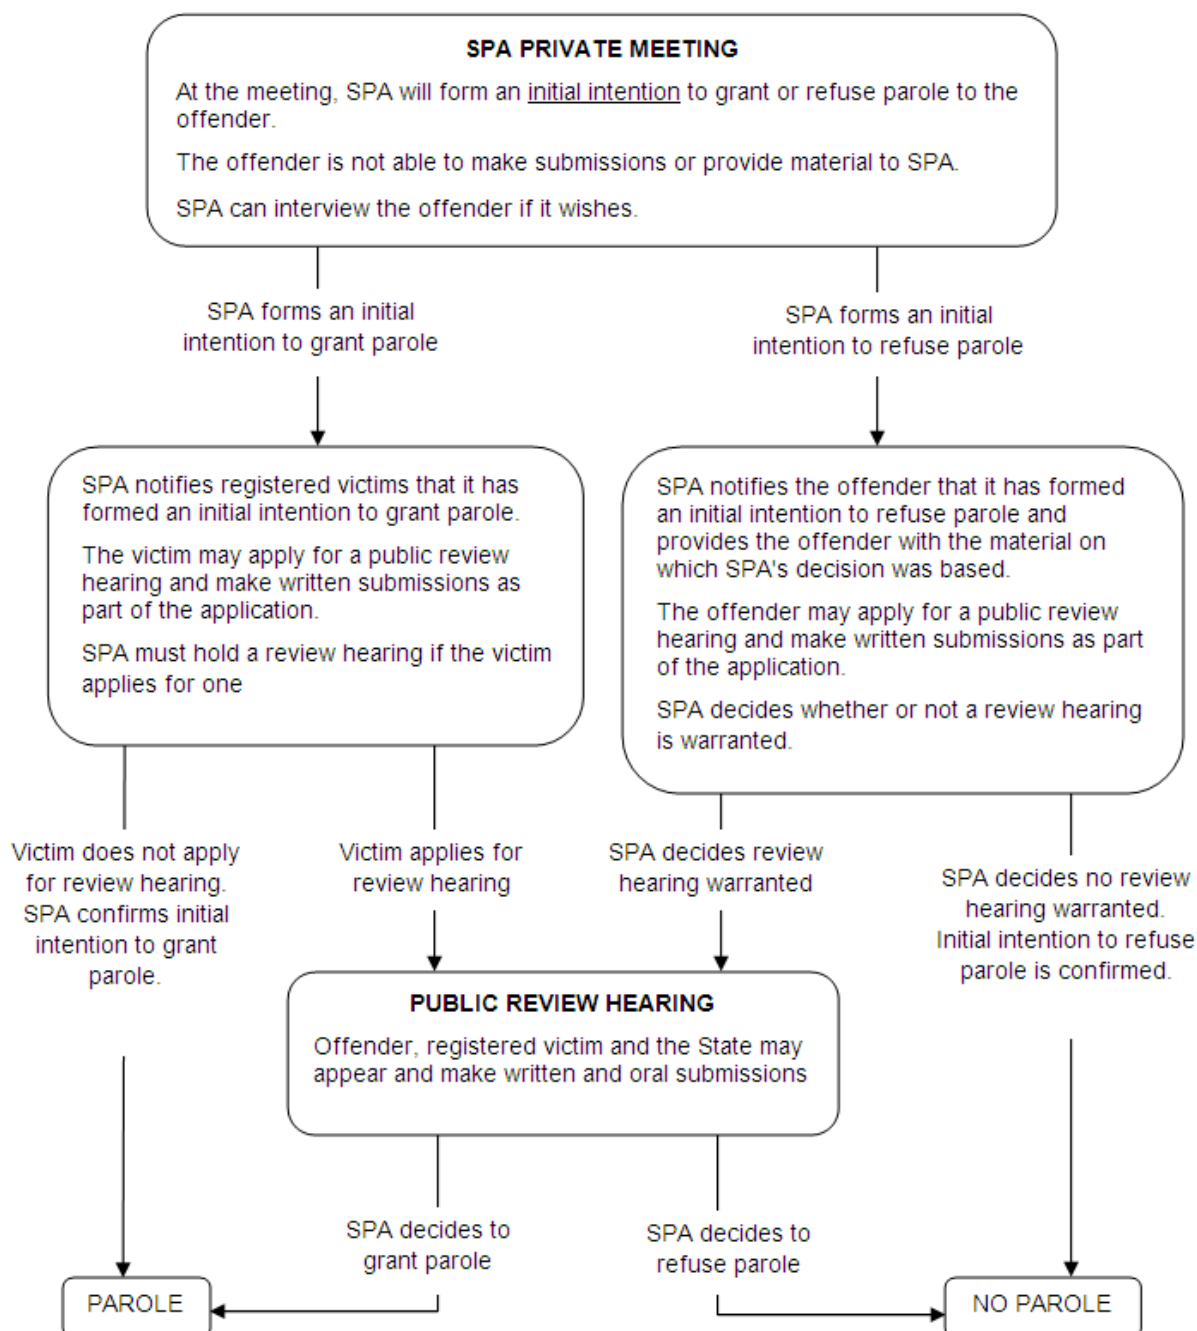 SPA PRIVATE MEETING
At the meeting, SPA will form an initial intention to grant or refuse parole to the
offender.
The offender is not able to make submissions or provide material to SPA.
SPA can interview the offender if it wishes.
SPA forms an initial
intention to grant parole
SPA forms an initial
intention to refuse parole
SPA notifies registered victims that it has
formed an initial intention to grant parole.
The victim may apply for a public review
hearing and make written submissions as
part of the application.
SPA must hold a review hearing if the victim
applies for one
SPA notifies the offender that it has formed
an initial intention to refuse parole and
provides the offender with the material on
which SPA's decision was based.
The offender may apply for a public review
hearing and make written submissions as part
of the application.
SPA decides whether or not a review hearing
is warranted.
Victim does not apply
for review hearing.
SPA confirms initial
intention to grant
parole.
Victim applies for
review hearing
SPA decides review
hearing warranted
SPA decides no review
hearing warranted.
Initial intention to refuse
parole is confirmed.
PUBLIC REVIEW HEARING
Offender, registered victim and the State may
appear and make written and oral submissions
SPA decides to
grant parole
SPA decides to
refuse parole
PAROLE
NO PAROLE